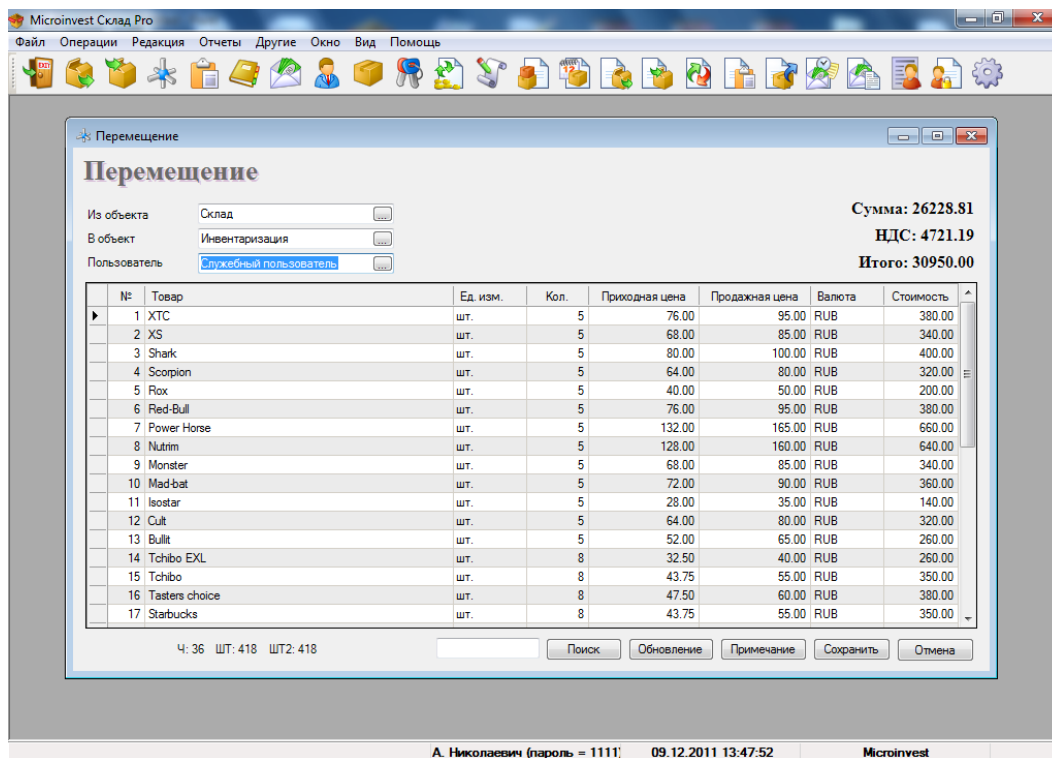 Microinvest Склад Pro
Файл Операции Редакция Отчеты Другие Окно Вид Помощь
Перемещение
Перемещение
Из объекта Склад ... Сумма: 26228.81
В объект Инвентаризация ... НДС: 4721.19
Пользователь Служебный пользователь ... Итого: 30950.00
№ Товар Ед. изм. Кол. Приходная цена Продажная цена Валюта Стоимость
1 XTC шт. 5 76.00 95.00 RUB 380.00
2 XS шт. 5 68.00 85.00 RUB 340.00
3 Shark шт. 5 80.00 100.00 RUB 400.00
4 Scorpion шт. 5 64.00 80.00 RUB 320.00
5 Rox шт. 5 40.00 50.00 RUB 200.00
6 Red-Bull шт. 5 76.00 95.00 RUB 380.00
7 Power Horse шт. 5 132.00 165.00 RUB 660.00
8 Nutrim шт. 5 128.00 160.00 RUB 640.00
9 Monster шт. 5 68.00 85.00 RUB 340.00
10 Mad-bat шт. 5 72.00 90.00 RUB 360.00
11 Isostar шт. 5 28.00 35.00 RUB 140.00
12 Cult шт. 5 64.00 80.00 RUB 320.00
13 Bullit шт. 5 52.00 65.00 RUB 260.00
14 Tchibo EXL шт. 8 32.50 40.00 RUB 260.00
15 Tchibo шт. 8 43.75 55.00 RUB 350.00
16 Tasters choice шт. 8 47.50 60.00 RUB 380.00
17 Starbucks шт. 8 43.75 55.00 RUB 350.00
Ч: 36 ШТ: 418 ШТ2: 418 Поиск Обновление Примечание Сохранить Отмена
А. Николаевич (пароль = 1111) 09.12.2011 13:47:52 Microinvest